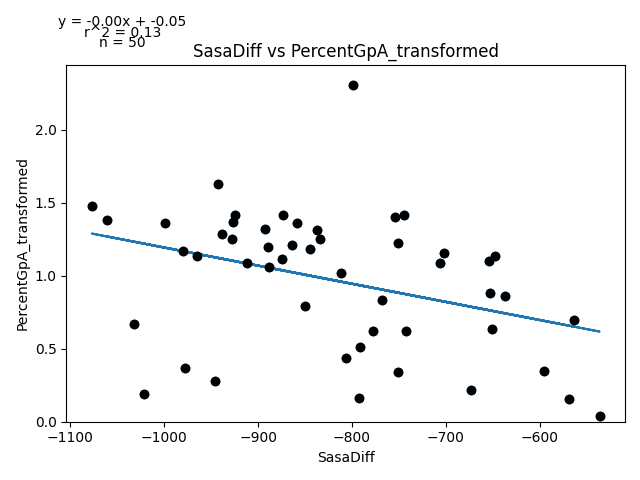 y = -0.00x + -0.05
r^2 = 0.13
n = 50
SasaDiff vs PercentGpA_transformed
PercentGpA_transformed
2.0
1.5
1.0
0.5
0.0
−1100
−1000
−900
−800
−700
−600
SasaDiff